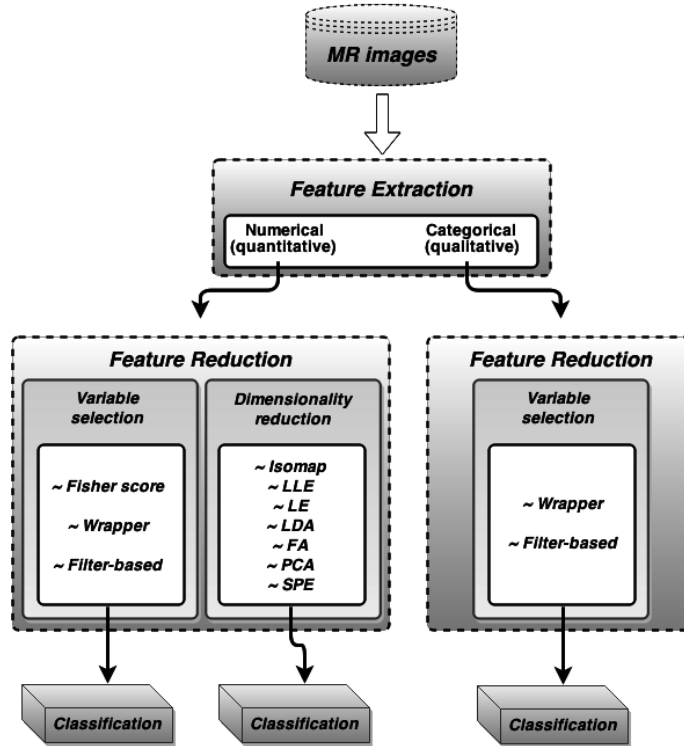 MR images
Feature Extraction
Numerical
(quantitative)
Categorical
(qualitative)
Feature Reduction
Variable
selection
~ Fisher score
~ Wrapper
~ Filter-based
Dimensionality
reduction
~ Isomap
~ LLE
~ LE
~ LDA
~ FA
~ PCA
~ SPE
Feature Reduction
Variable
selection
~ Wrapper
~ Filter-based
Classification
Classification
Classification